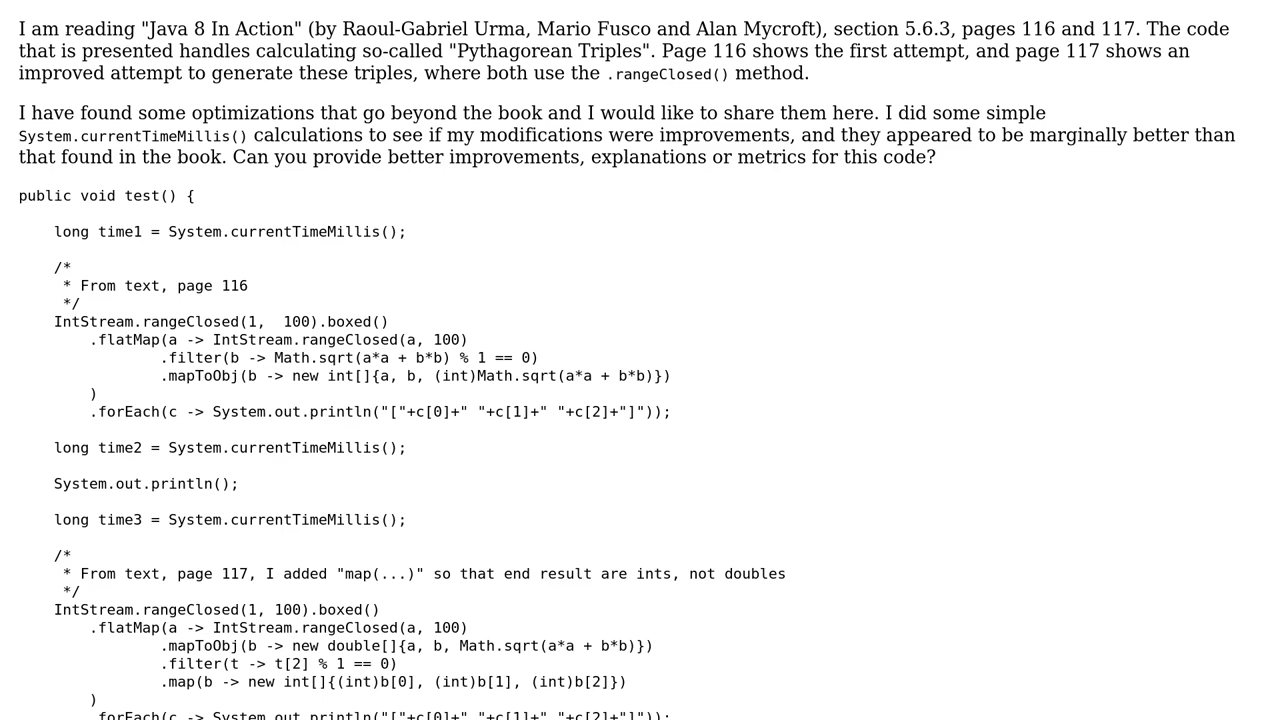 I am reading "Java 8 In Action" (by Raoul-Gabriel Urma, Mario Fusco and Alan Mycroft), section 5.6.3, pages 116 and 117. The code
that is presented handles calculating so-called "Pythagorean Triples". Page 116 shows the first attempt, and page 117 shows an
improved attempt to generate these triples, where both use the .rangeClosed() method.
I have found some optimizations that go beyond the book and I would like to share them here. I did some simple
System.currentTimeMillis() calculations to see if my modifications were improvements, and they appeared to be marginally better than
that found in the book. Can you provide better improvements, explanations or metrics for this code?
public void test() {
    long time1 = System.currentTimeMillis();
    /*
     * From text, page 116
     */
    IntStream.rangeClosed(1,  100).boxed()
        .flatMap(a -> IntStream.rangeClosed(a, 100)
                .filter(b -> Math.sqrt(a*a + b*b) % 1 == 0)
                .mapToObj(b -> new int[]{a, b, (int)Math.sqrt(a*a + b*b)})
        )
        .forEach(c -> System.out.println("["+c[0]+" "+c[1]+" "+c[2]+"]"));
    long time2 = System.currentTimeMillis();
    System.out.println();
    long time3 = System.currentTimeMillis();
    /*
     * From text, page 117, I added "map(...)" so that end result are ints, not doubles
     */
    IntStream.rangeClosed(1, 100).boxed()
        .flatMap(a -> IntStream.rangeClosed(a, 100)
                .mapToObj(b -> new double[]{a, b, Math.sqrt(a*a + b*b)})
                .filter(t -> t[2] % 1 == 0)
                .map(b -> new int[]{(int)b[0], (int)b[1], (int)b[2]})
        )
        .forEach(c -> System.out.println("["+c[0]+" "+c[1]+" "+c[2]+"]"));